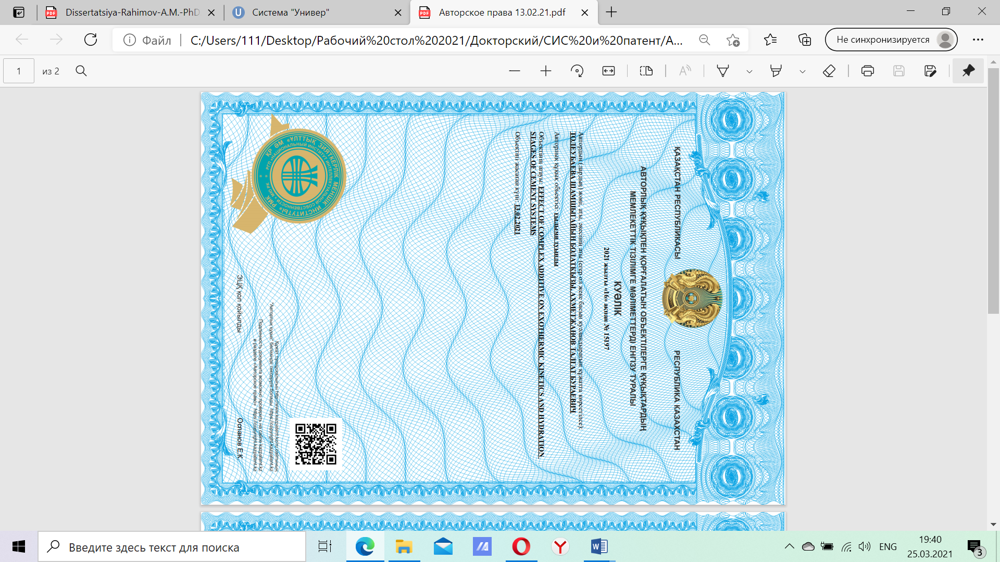 Dissertatsiya-Rahimov-A.M.-PhD
Система "Универ"
Авторское права 13.02.21.pdf
Файл
C:/Users/111/Desktop/Рабочий%20стол%202021/Докторский/СИС%20и%20патент/А...
Не синхронизируется
1
из 2
ҚАЗАҚСТАН РЕСПУБЛИКАСЫ
РЕСПУБЛИКА КАЗАХСТАН
АВТОРЛЫҚ ҚҰҚЫҚПЕН ҚОРҒАЛАТЫН ОБЪЕКТІЛЕРГЕ ҚҰҚЫҚТАРДЫҢ
МЕМЛЕКЕТТІК ТІЗІЛІМГЕ МӘЛІМЕТТЕРДІ ЕНГІЗУ ТУРАЛЫ
КУӘЛІК
2021 жылғы «16» ақпан № 15197
Автордың (лардың) жөні, аты, әкесінің аты (егер ол жеке басын куәландыратын құжатта көрсетілсе):
ТОЛЕУБАЕВА ШАМШЫГАЙЫН БОЛАТКЫЗЫ, АХМЕТЖАНОВ ТАЛГАТ БУРАЕВИЧ
Авторлық құқық объектісі: ғылыми туынды
Объектінің атауы: EFFECT OF COMPLEX ADDITIVE ON EXOTHERMIC KINETICS AND HYDRATION
STAGES OF CEMENT SYSTEMS
Объектіні жасаған күні: 13.02.2021
ҚР ӘМ «ҰЛТТЫҚ ЗИЯТКЕРЛІК МЕНШІК ИНСТИТУТЫ» РМК
РГП «НАЦИОНАЛЬНЫЙ ИНСТИТУТ ИНТЕЛЛЕКТУАЛЬНОЙ СОБСТВЕННОСТИ» МЮ РК
Құжат түпнұсқалығын http://www.kazpatent.kz/ru сайтының
"Авторлық құқық" бөлімінде тексеруге болады https://copyright.kazpatent.kz
Подлинность документа возможно проверить на сайте kazpatent.kz
в разделе «Авторское право» https://copyright.kazpatent.kz
ЭЦҚ қол қойылды
Оспанов Е.К.
Введите здесь текст для поиска
ENG
19:40
25.03.2021
3